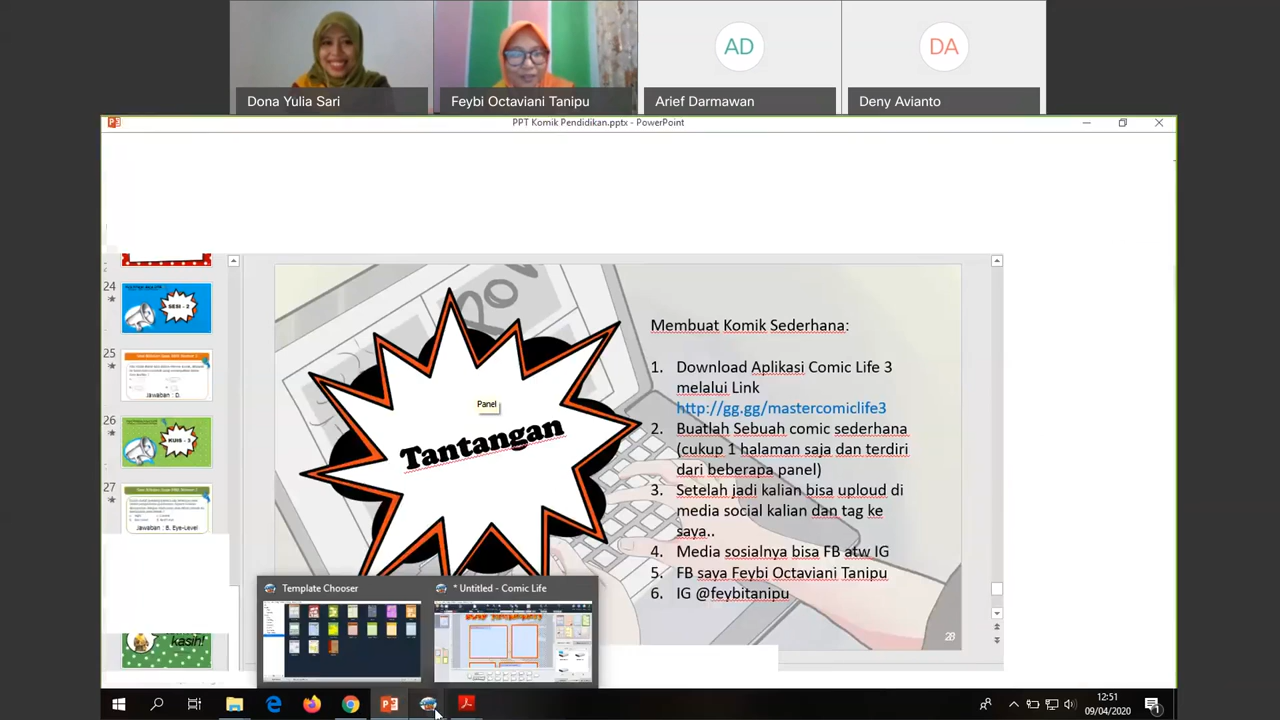 AD
DA
Dona Yulia Sari
Feybi Octaviani Tanipu
Arief Darmawan
Deny Avianto
PPT Komik Pendidikan.pptx - PowerPoint
24
SESI - 2
25
Jawaban : D.
26
KUIS - 3
27
Jawaban : B. Eye-Level
kasih!
Panel
Tantangan
Membuat Komik Sederhana:
1. Download Aplikasi Comic Life 3
melalui Link
http://gg.gg/mastercomiclife3
2. Buatlah Sebuah comic sederhana
(cukup 1 halaman saja dan terdiri
dari beberapa panel)
3. Setelah jadi kalian bisa uploud di
media social kalian dan tag ke
saya..
4. Media sosialnya bisa FB atw IG
5. FB saya Feybi Octaviani Tanipu
6. IG @feybitanipu
28
Template Chooser
* Untitled - Comic Life
12:51
09/04/2020
1